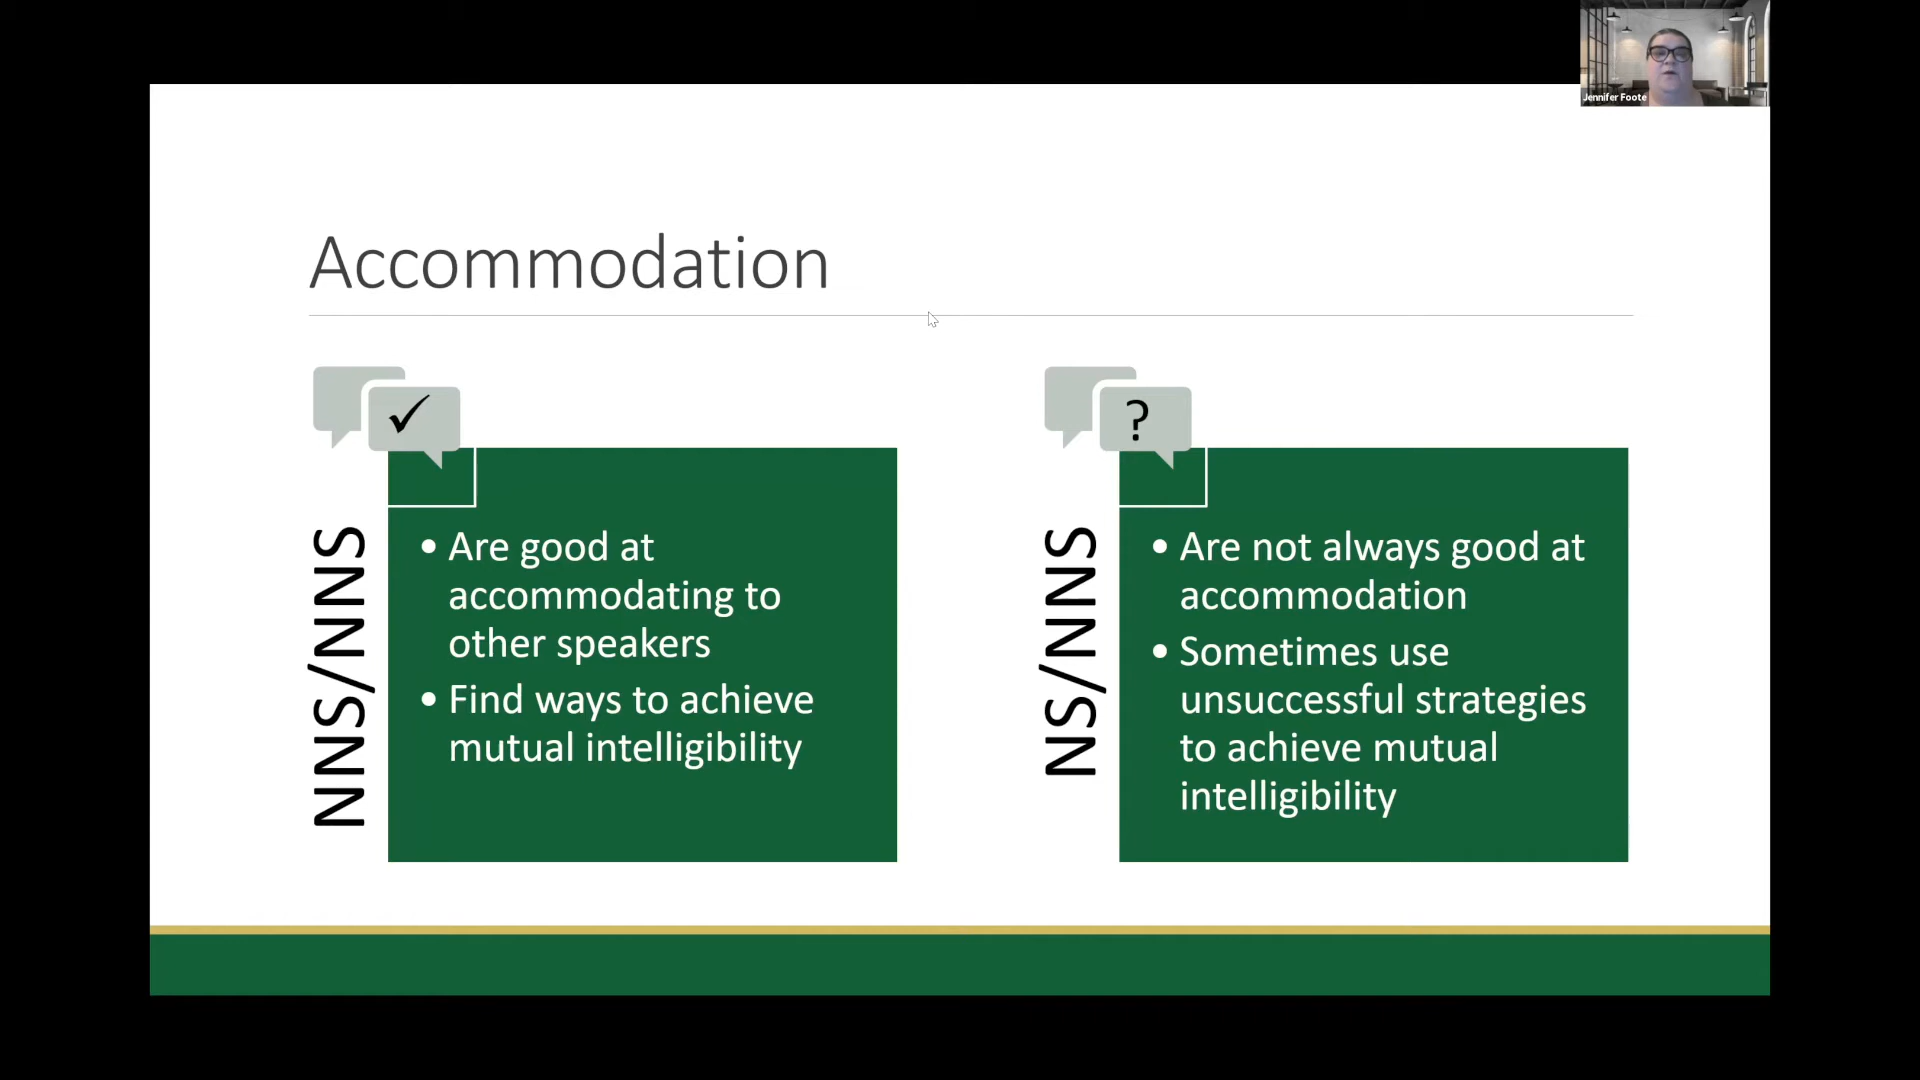 Jennifer Foote
Accommodation
✓
NNS/NNS
• Are good at
accommodating to
other speakers
• Find ways to achieve
mutual intelligibility
?
NS/NNS
• Are not always good at
accommodation
• Sometimes use
unsuccessful strategies
to achieve mutual
intelligibility